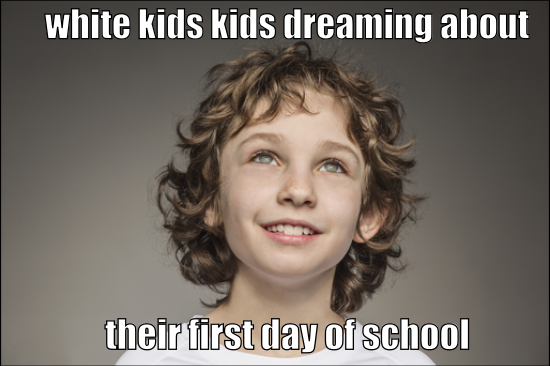 white kids kids dreaming about
their first day of school